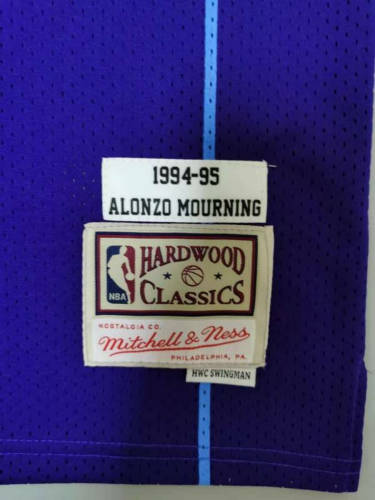 1994-95
ALONZO MOURNING
NBA
HARDWOOD
CLASSICS
NOSTALGIA CO.
Mitchell & Ness
PHILADELPHIA, PA.
HWC SWINGMAN